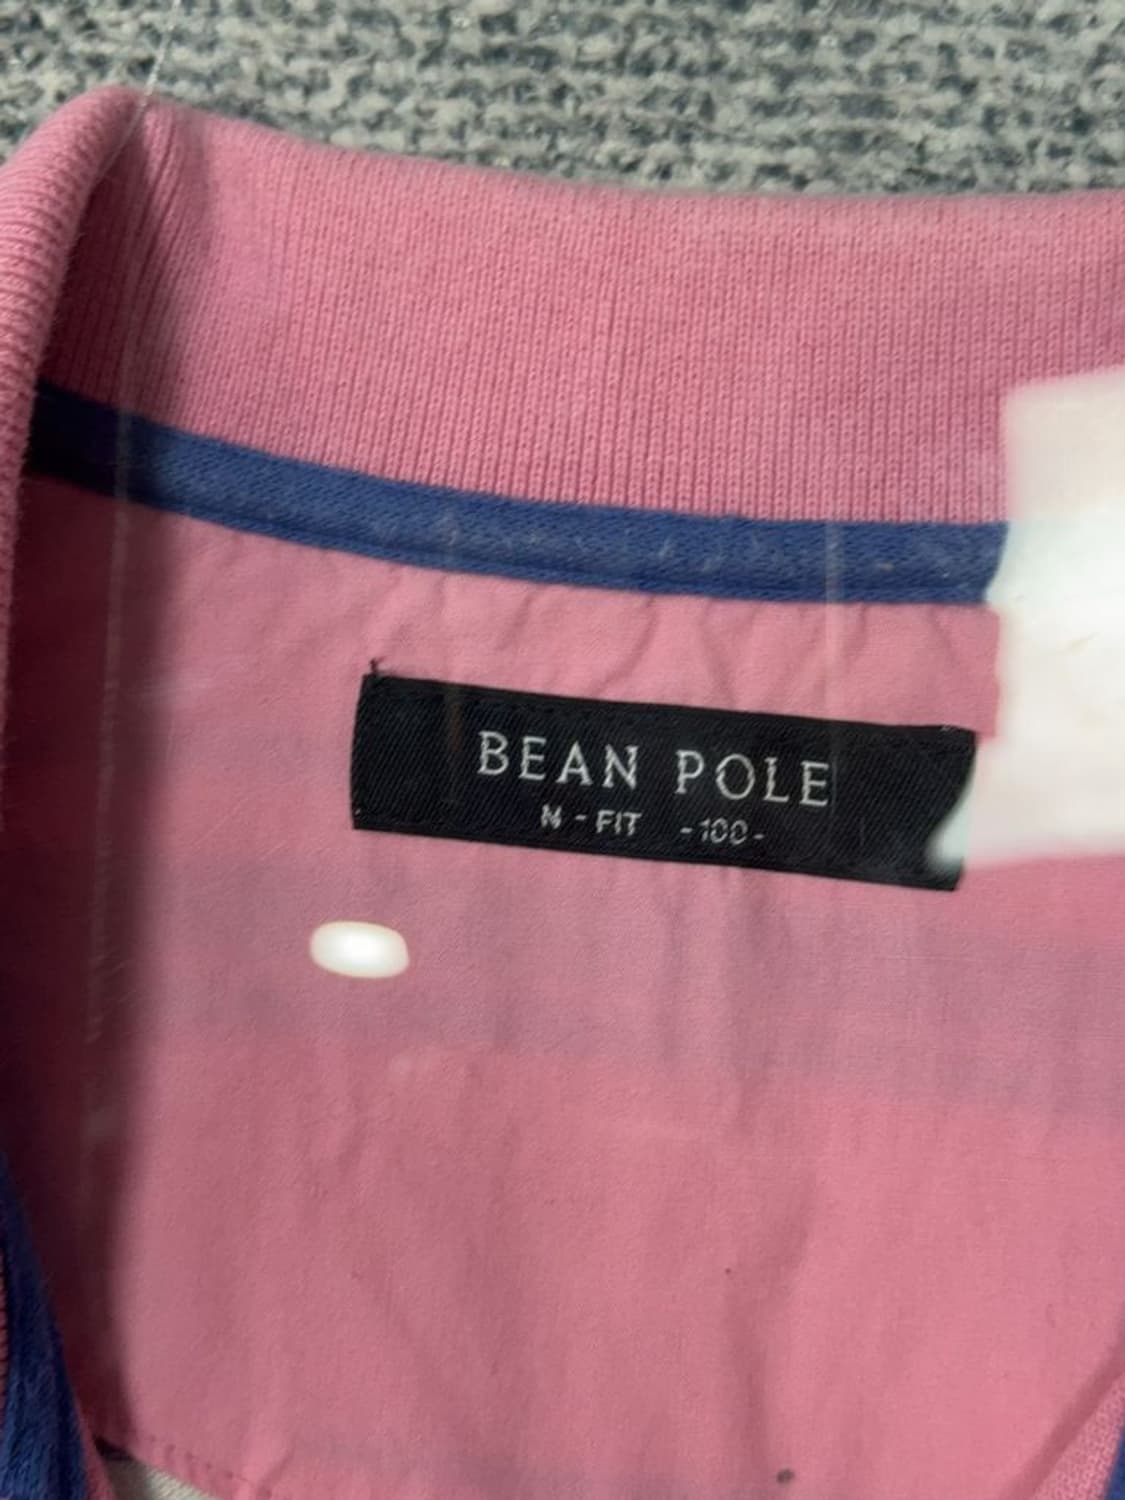 BEAN POLE
N - FIT -100-